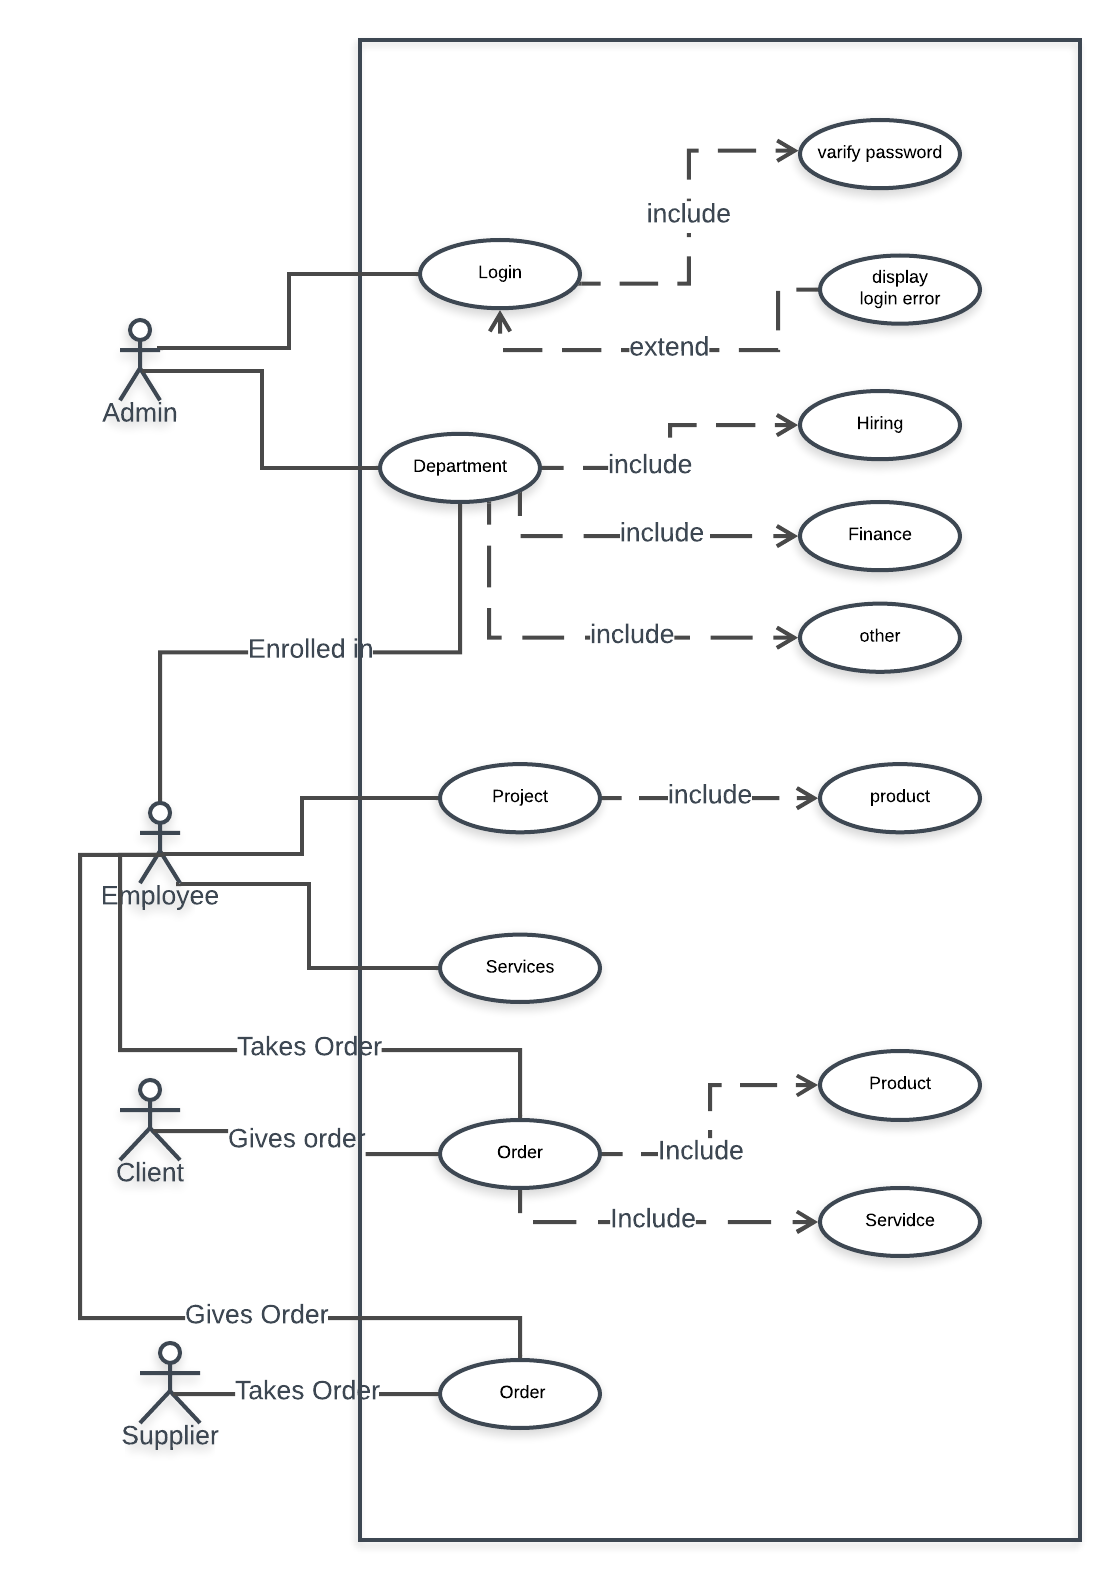 varify password
include
Login
display
login error
extend
Admin
Hiring
Department
include
include
Finance
include
other
Enrolled in
Project
include
product
Employee
Services
Takes Order
Product
Gives order
Order
Include
Client
Include
Servidce
Gives Order
Takes Order
Order
Supplier